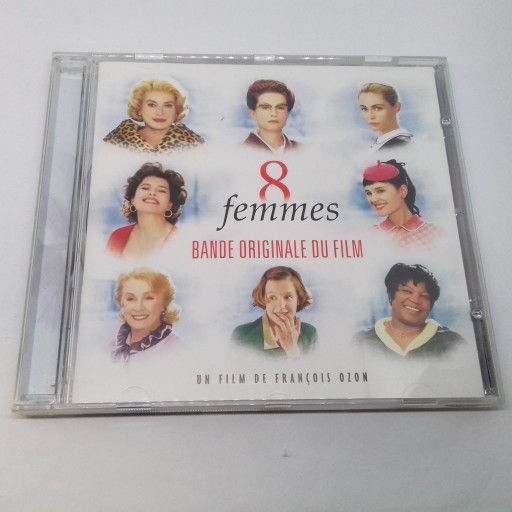 8
femmes
BANDE ORIGINALE DU FILM
UN FILM DE FRANÇOIS OZON